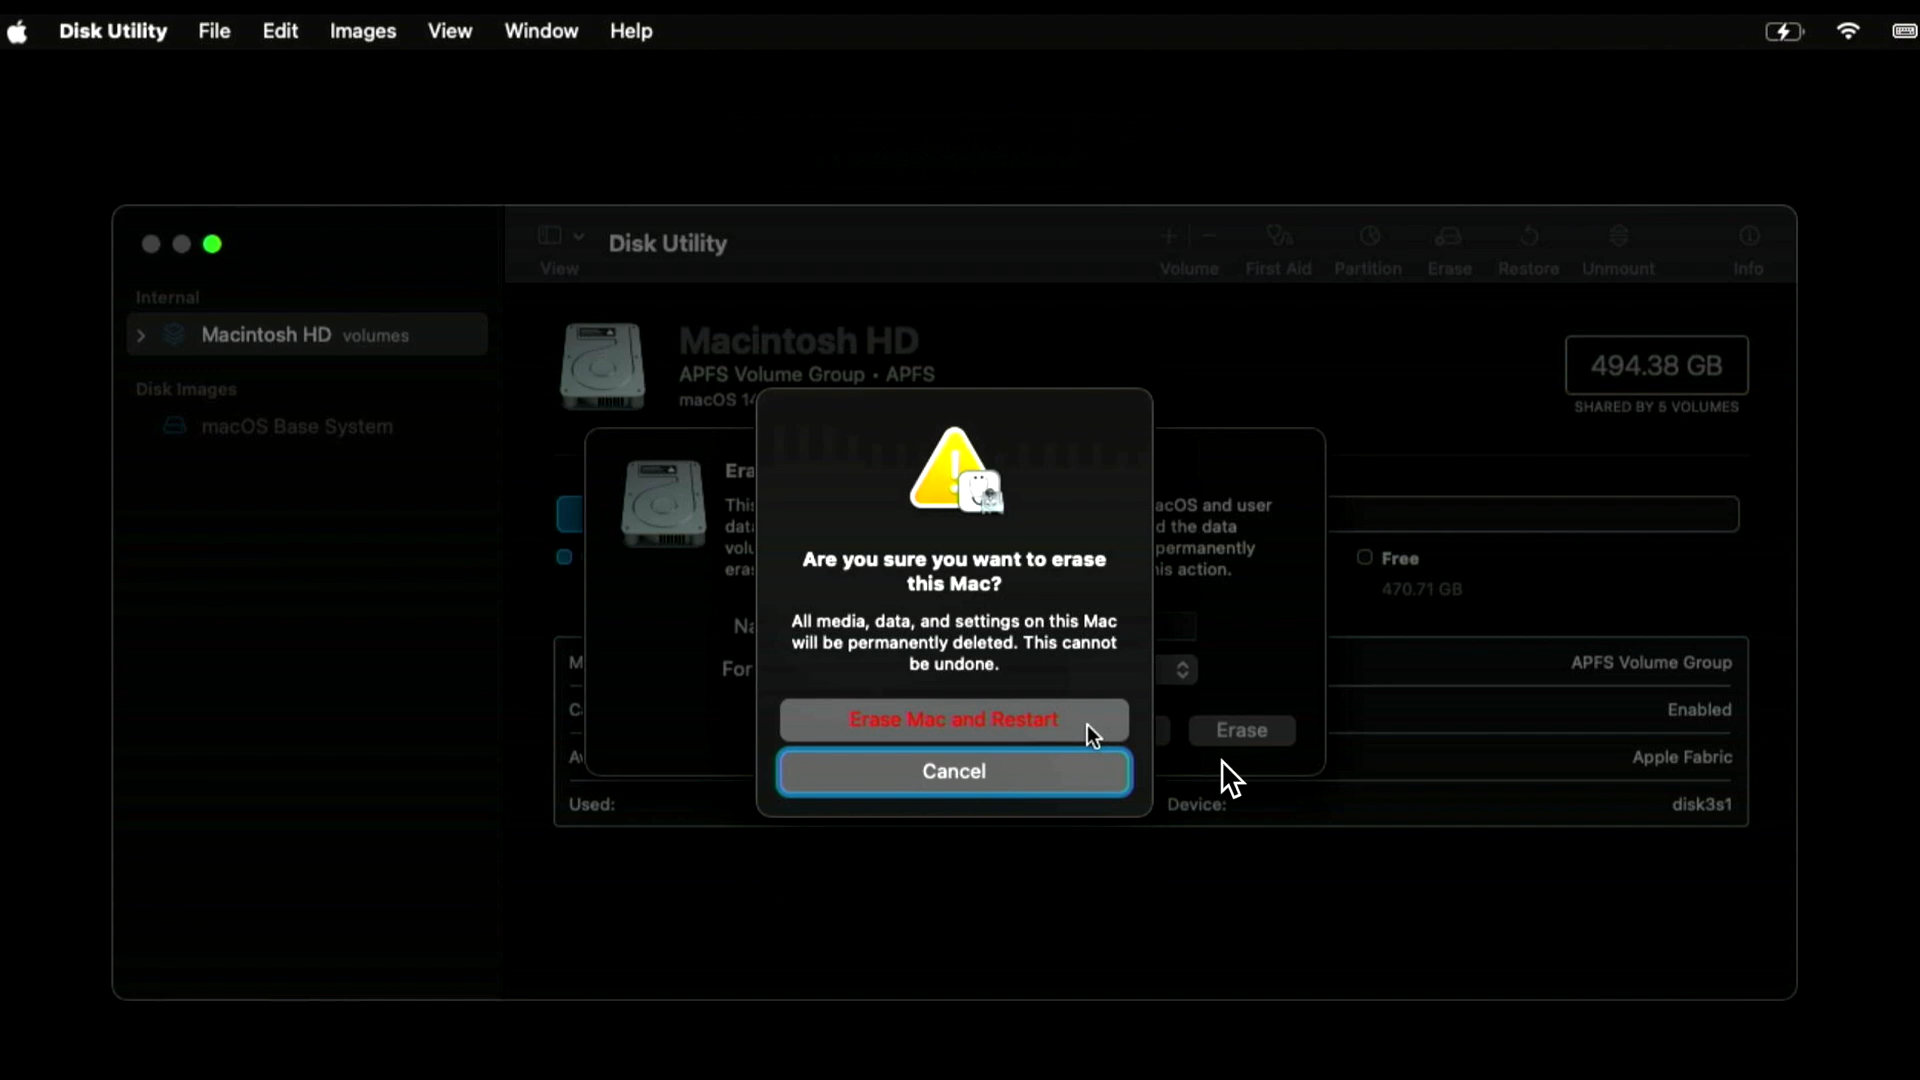 Disk Utility File Edit Images View Window Help
Disk Utility
View
Volume First Aid Partition Erase Restore Unmount Info
Internal
Macintosh HD volumes
Disk Images
macOS Base System
Macintosh HD
APFS Volume Group • APFS
macOS 14
494.38 GB
SHARED BY 5 VOLUMES
Free
470.71 GB
acOS and user
d the data
permanently
is action.
Are you sure you want to erase
this Mac?
All media, data, and settings on this Mac
will be permanently deleted. This cannot
be undone.
Erase Mac and Restart
Cancel
Erase
APFS Volume Group
Enabled
Apple Fabric
Used:
Device: disk3s1